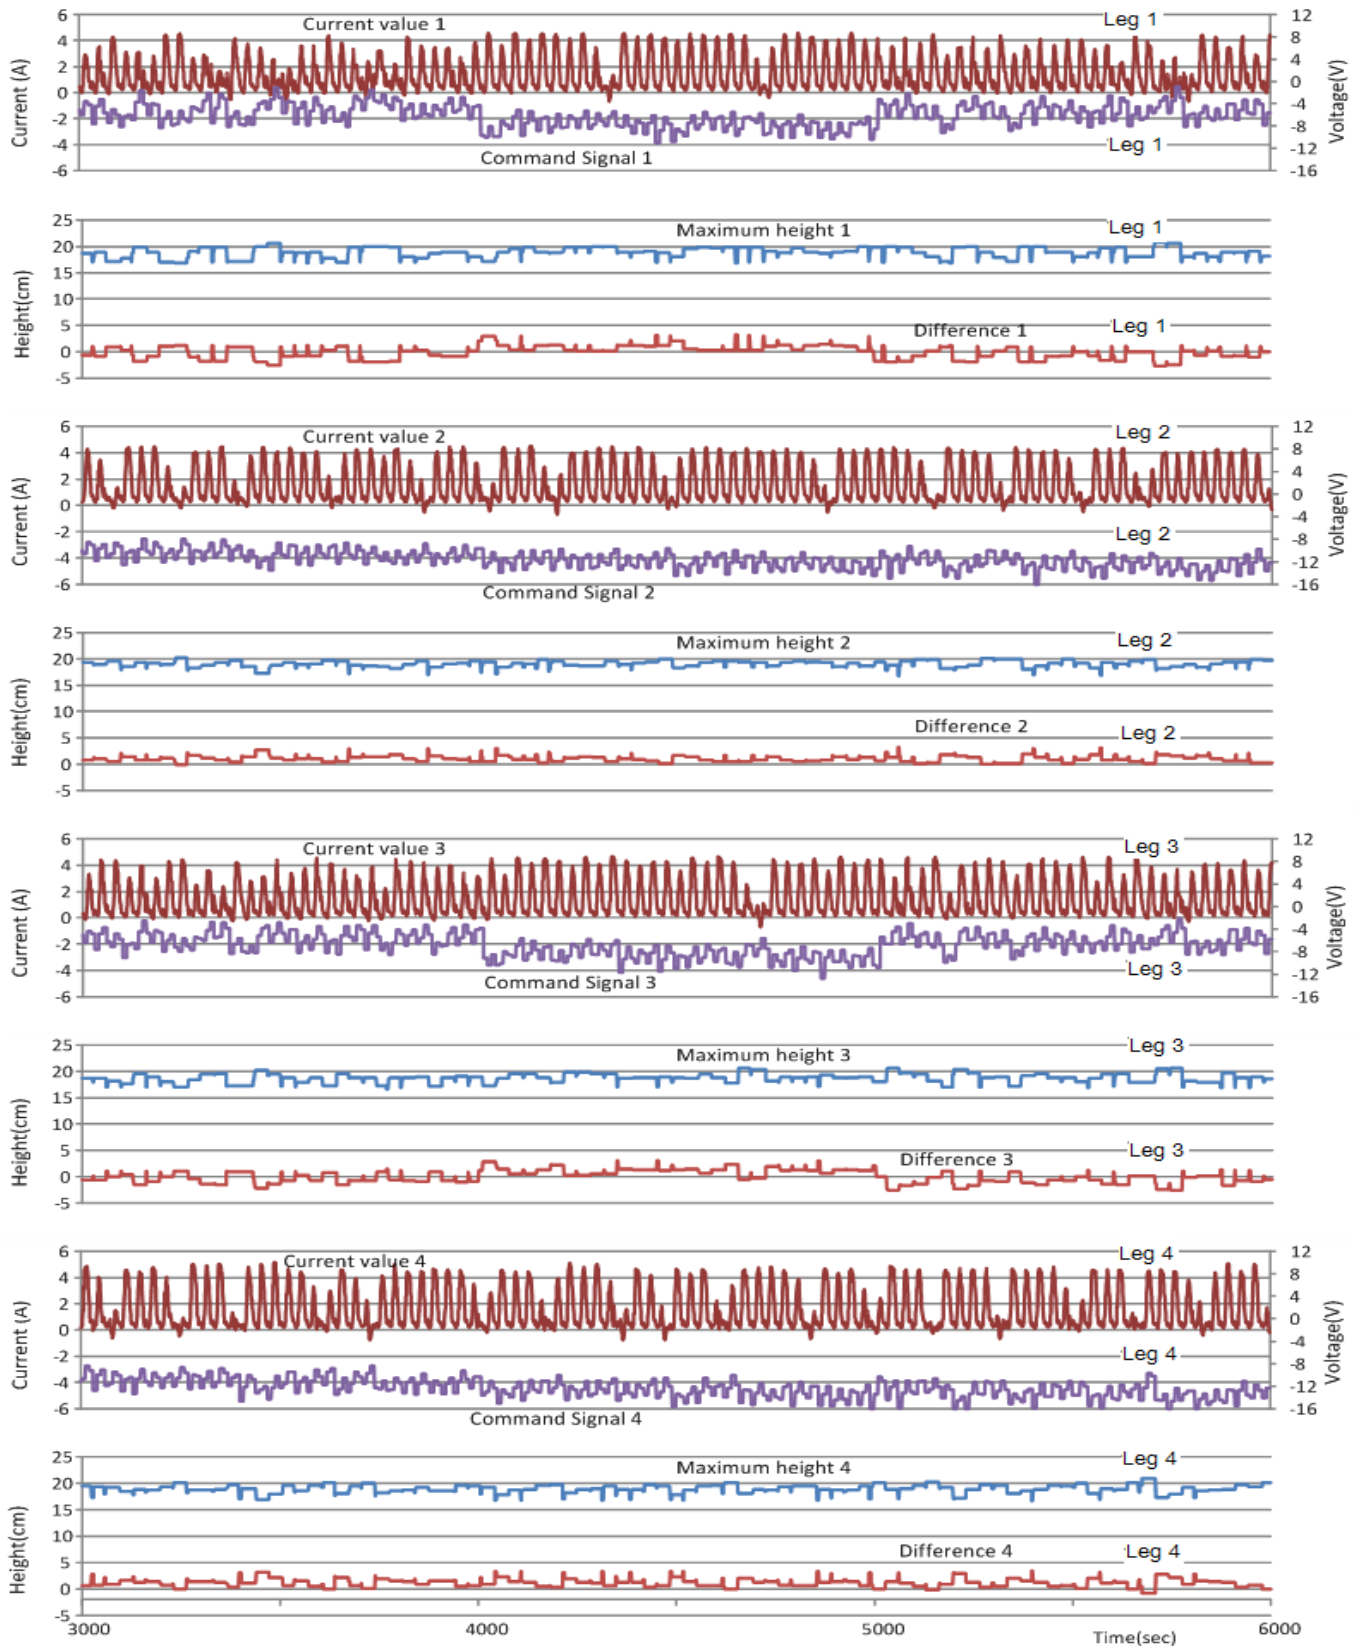 6 Current value 1 Leg 1 12
4 8
2 4
0 0
-2 -4
-4 -8
-6 Command Signal 1 Leg 1 -12
-16
Current (A)
Voltage(V)
25 Maximum height 1 Leg 1
20
15
10
5 Difference 1 Leg 1
0
-5
Height(cm)
6 Current value 2 Leg 2 12
4 8
2 4
0 0
-2 Leg 2 -4
-4 -8
-6 Command Signal 2 -12
-16
Current (A)
Voltage(V)
25 Maximum height 2 Leg 2
20
15
10
5 Difference 2 Leg 2
0
-5
Height(cm)
6 Current value 3 Leg 3 12
4 8
2 4
0 0
-2 -4
-4 Leg 3 -8
-6 Command Signal 3 -12
-16
Current (A)
Voltage(V)
25 Maximum height 3 Leg 3
20
15
10
5 Difference 3 Leg 3
0
-5
Height(cm)
6 Current value 4 Leg 4 12
4 8
2 4
0 0
-2 Leg 4 -4
-4 -8
-6 Command Signal 4 -12
-16
Current (A)
Voltage(V)
25 Maximum height 4 Leg 4
20
15
10
5 Difference 4 Leg 4
0
-5
Height(cm)
3000 4000 5000 Time(sec) 6000